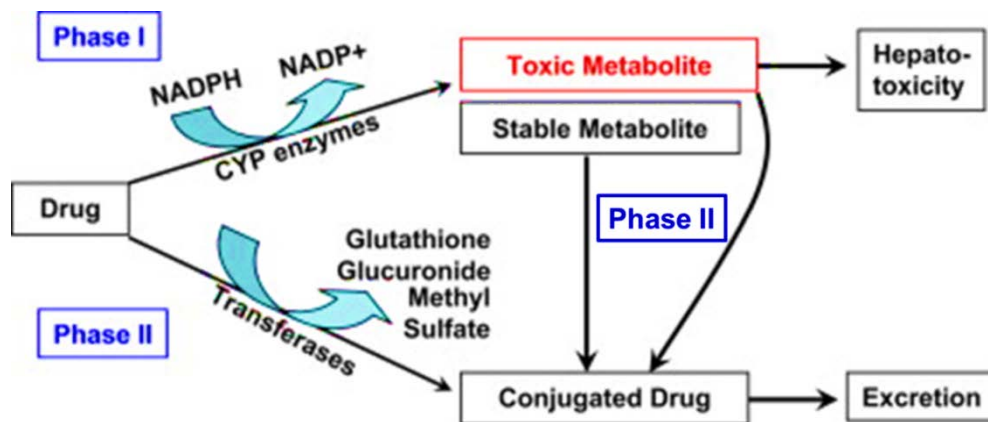 Phase I
NADPH
NADP+
CYP enzymes
Toxic Metabolite
Hepato-
toxicity
Stable Metabolite
Drug
Phase II
Glutathione
Glucuronide
Methyl
Sulfate
Transferases
Phase II
Conjugated Drug
Excretion